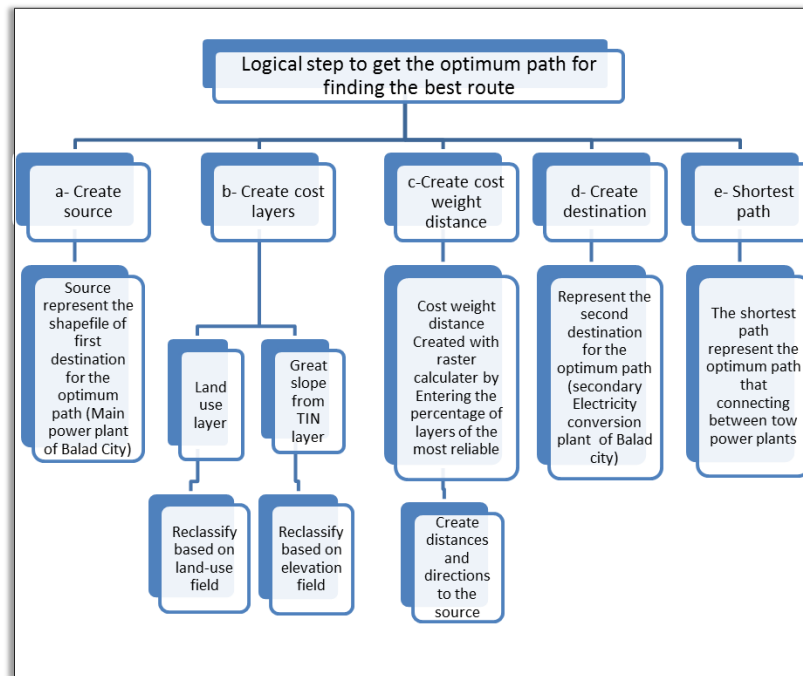 Logical step to get the optimum path for
finding the best route
a- Create
source
b- Create cost
layers
c-Create cost
weight
distance
d- Create
destination
e- Shortest
path
Source
represent the
shapefile of
first
destination
for the
optimum
path (Main
power plant
of Balad City)
Land
use
layer
Great
slope
from
TIN
layer
Cost weight
distance
Created with
raster
calculater by
Entering the
percentage of
layers of the
most reliable
Represent the
second
destination
for the
optimum path
(secondary
Electricity
conversion
plant of Balad
city)
The shortest
path
represent the
optimum path
that
connecting
between tow
power plants
Reclassify
based on
land-use
field
Reclassify
based on
elevation
field
Create
distances
and
directions to
the source